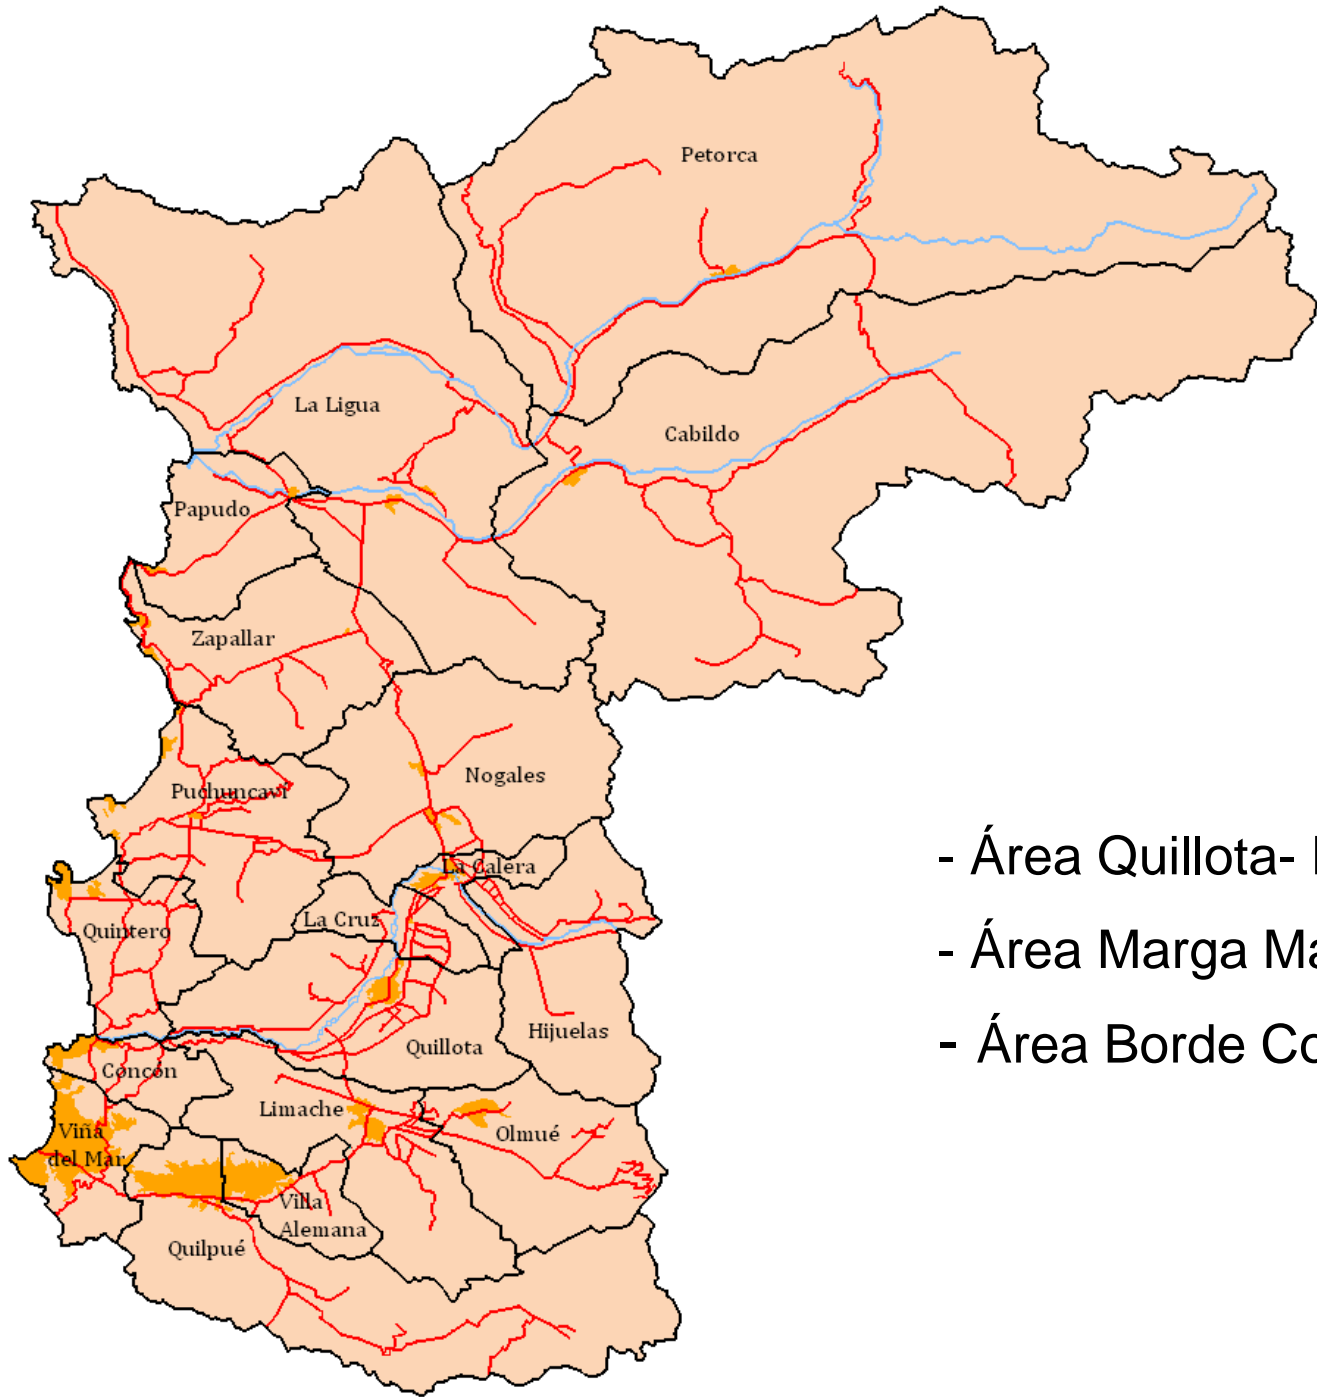 Petorca
La Ligua
Cabildo
Papudo
Zapallar
Nogales
Puchuncaví
La Calera
La Cruz
Quintero
Hijuelas
Quillota
Concón
Limache
Olmué
Viña
del Mar
Villa
Alemana
Quilpué
- Área Quillota-
- Área Marga
- Área Borde